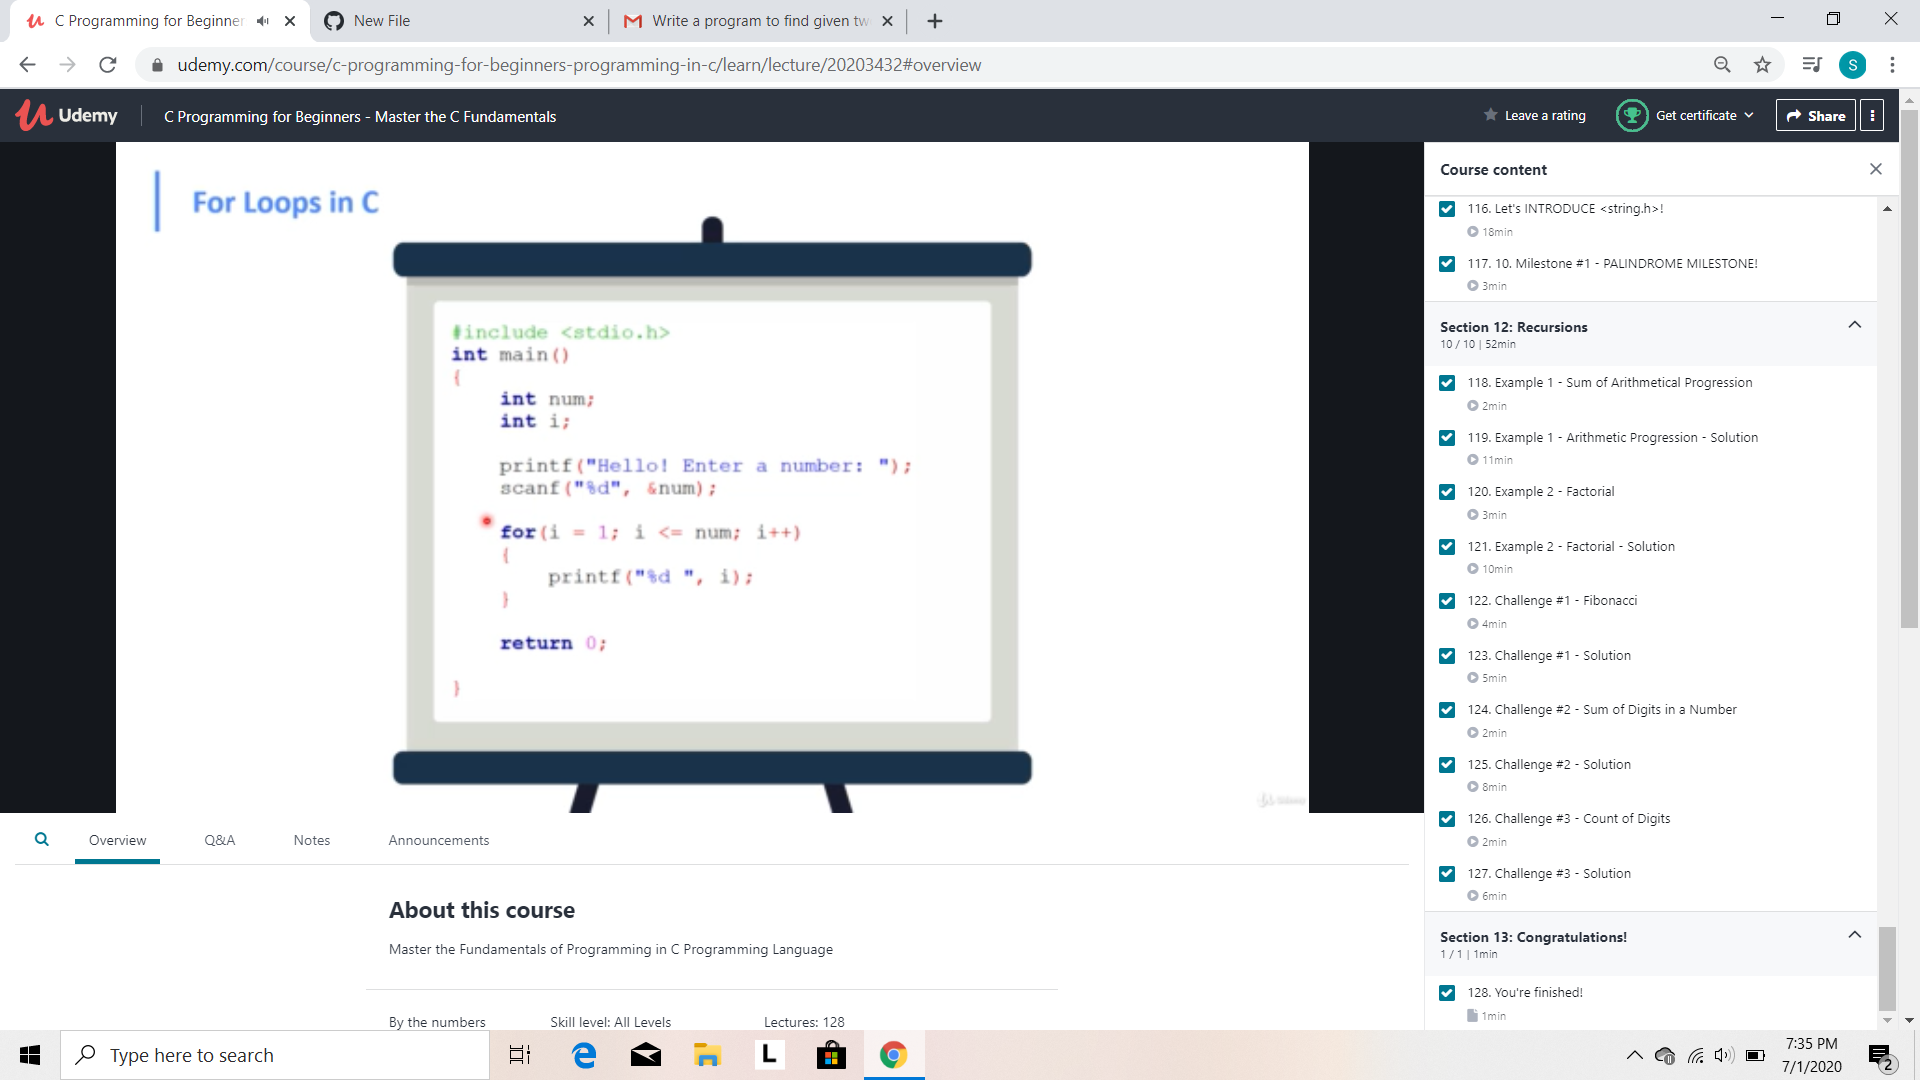 C Programming for Beginner
New File
Write a program to find given tw
udemy.com/course/c-programming-for-beginners-programming-in-c/learn/lecture/20203432#overview
S
Udemy
C Programming for Beginners - Master the C Fundamentals
Leave a rating
Get certificate
Share
For Loops in C
#include <stdio.h>
int main()
{
int num;
int i;
printf("Hello! Enter a number: ");
scanf("%d", &num);
for(i = 1; i <= num; i++)
{
printf("%d ", i);
}
return 0;
}
Udemy
Course content
116. Let's INTRODUCE <string.h>!
18min
117. 10. Milestone #1 - PALINDROME MILESTONE!
3min
Section 12: Recursions
10 / 10 | 52min
118. Example 1 - Sum of Arithmetical Progression
2min
119. Example 1 - Arithmetic Progression - Solution
11min
120. Example 2 - Factorial
3min
121. Example 2 - Factorial - Solution
10min
122. Challenge #1 - Fibonacci
4min
123. Challenge #1 - Solution
5min
124. Challenge #2 - Sum of Digits in a Number
2min
125. Challenge #2 - Solution
8min
126. Challenge #3 - Count of Digits
2min
127. Challenge #3 - Solution
6min
Section 13: Congratulations!
1 / 1 | 1min
128. You're finished!
1min
Overview
Q&A
Notes
Announcements
About this course
Master the Fundamentals of Programming in C Programming Language
By the numbers
Skill level: All Levels
Lectures: 128
Type here to search
L
7:35 PM
7/1/2020
2